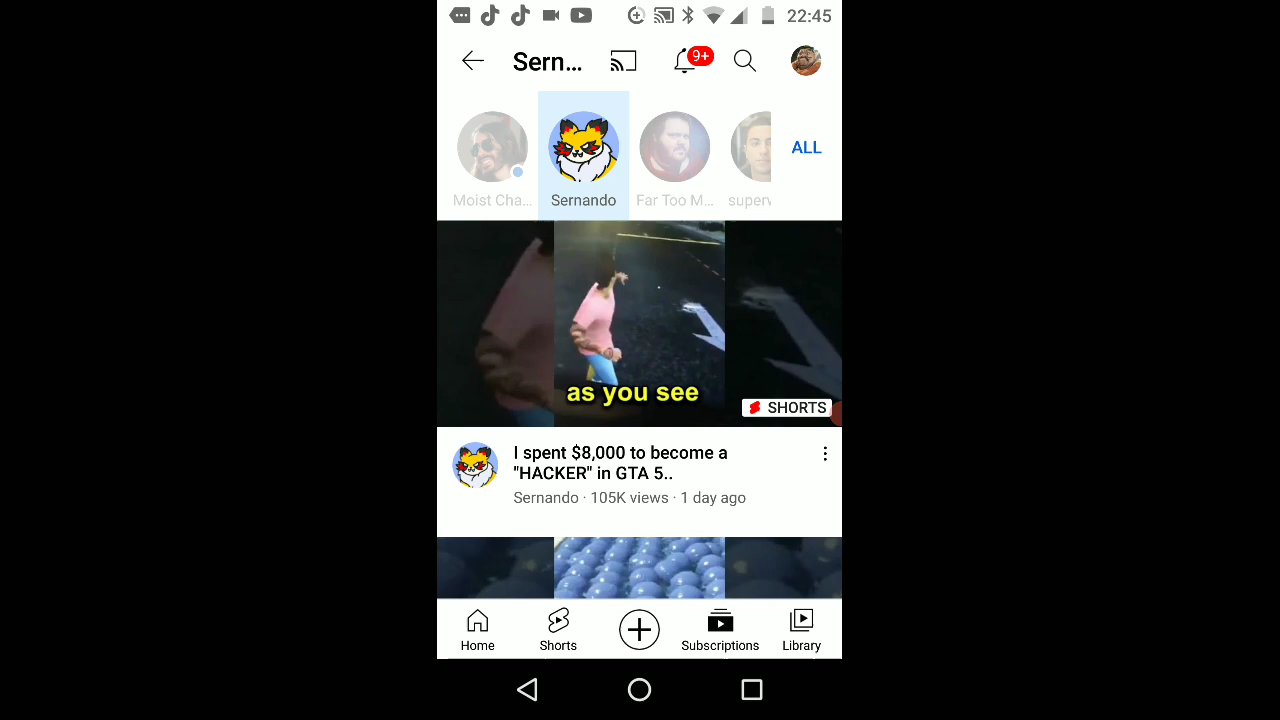 22:45
Sern...
9+
Moist Cha...
Sernando
Far Too M...
superv
ALL
as you see
SHORTS
I spent $8,000 to become a
"HACKER" in GTA 5..
Sernando · 105K views · 1 day ago
Home
Shorts
Subscriptions
Library